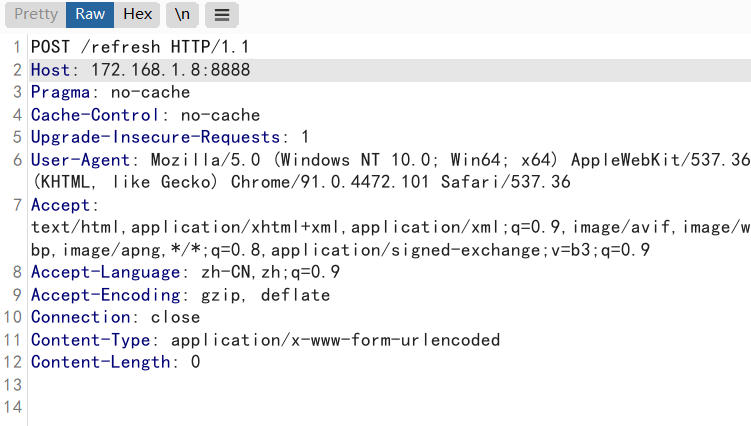 Pretty Raw Hex \n
1 POST /refresh HTTP/1.1
2 Host: 172.168.1.8:8888
3 Pragma: no-cache
4 Cache-Control: no-cache
5 Upgrade-Insecure-Requests: 1
6 User-Agent: Mozilla/5.0 (Windows NT 10.0; Win64; x64) AppleWebKit/537.36
(KHTML, like Gecko) Chrome/91.0.4472.101 Safari/537.36
7 Accept:
text/html,application/xhtml+xml,application/xml;q=0.9,image/avif,image/w
bp,image/apng,*/*;q=0.8,application/signed-exchange;v=b3;q=0.9
8 Accept-Language: zh-CN,zh;q=0.9
9 Accept-Encoding: gzip, deflate
10 Connection: close
11 Content-Type: application/x-www-form-urlencoded
12 Content-Length: 0
13
14